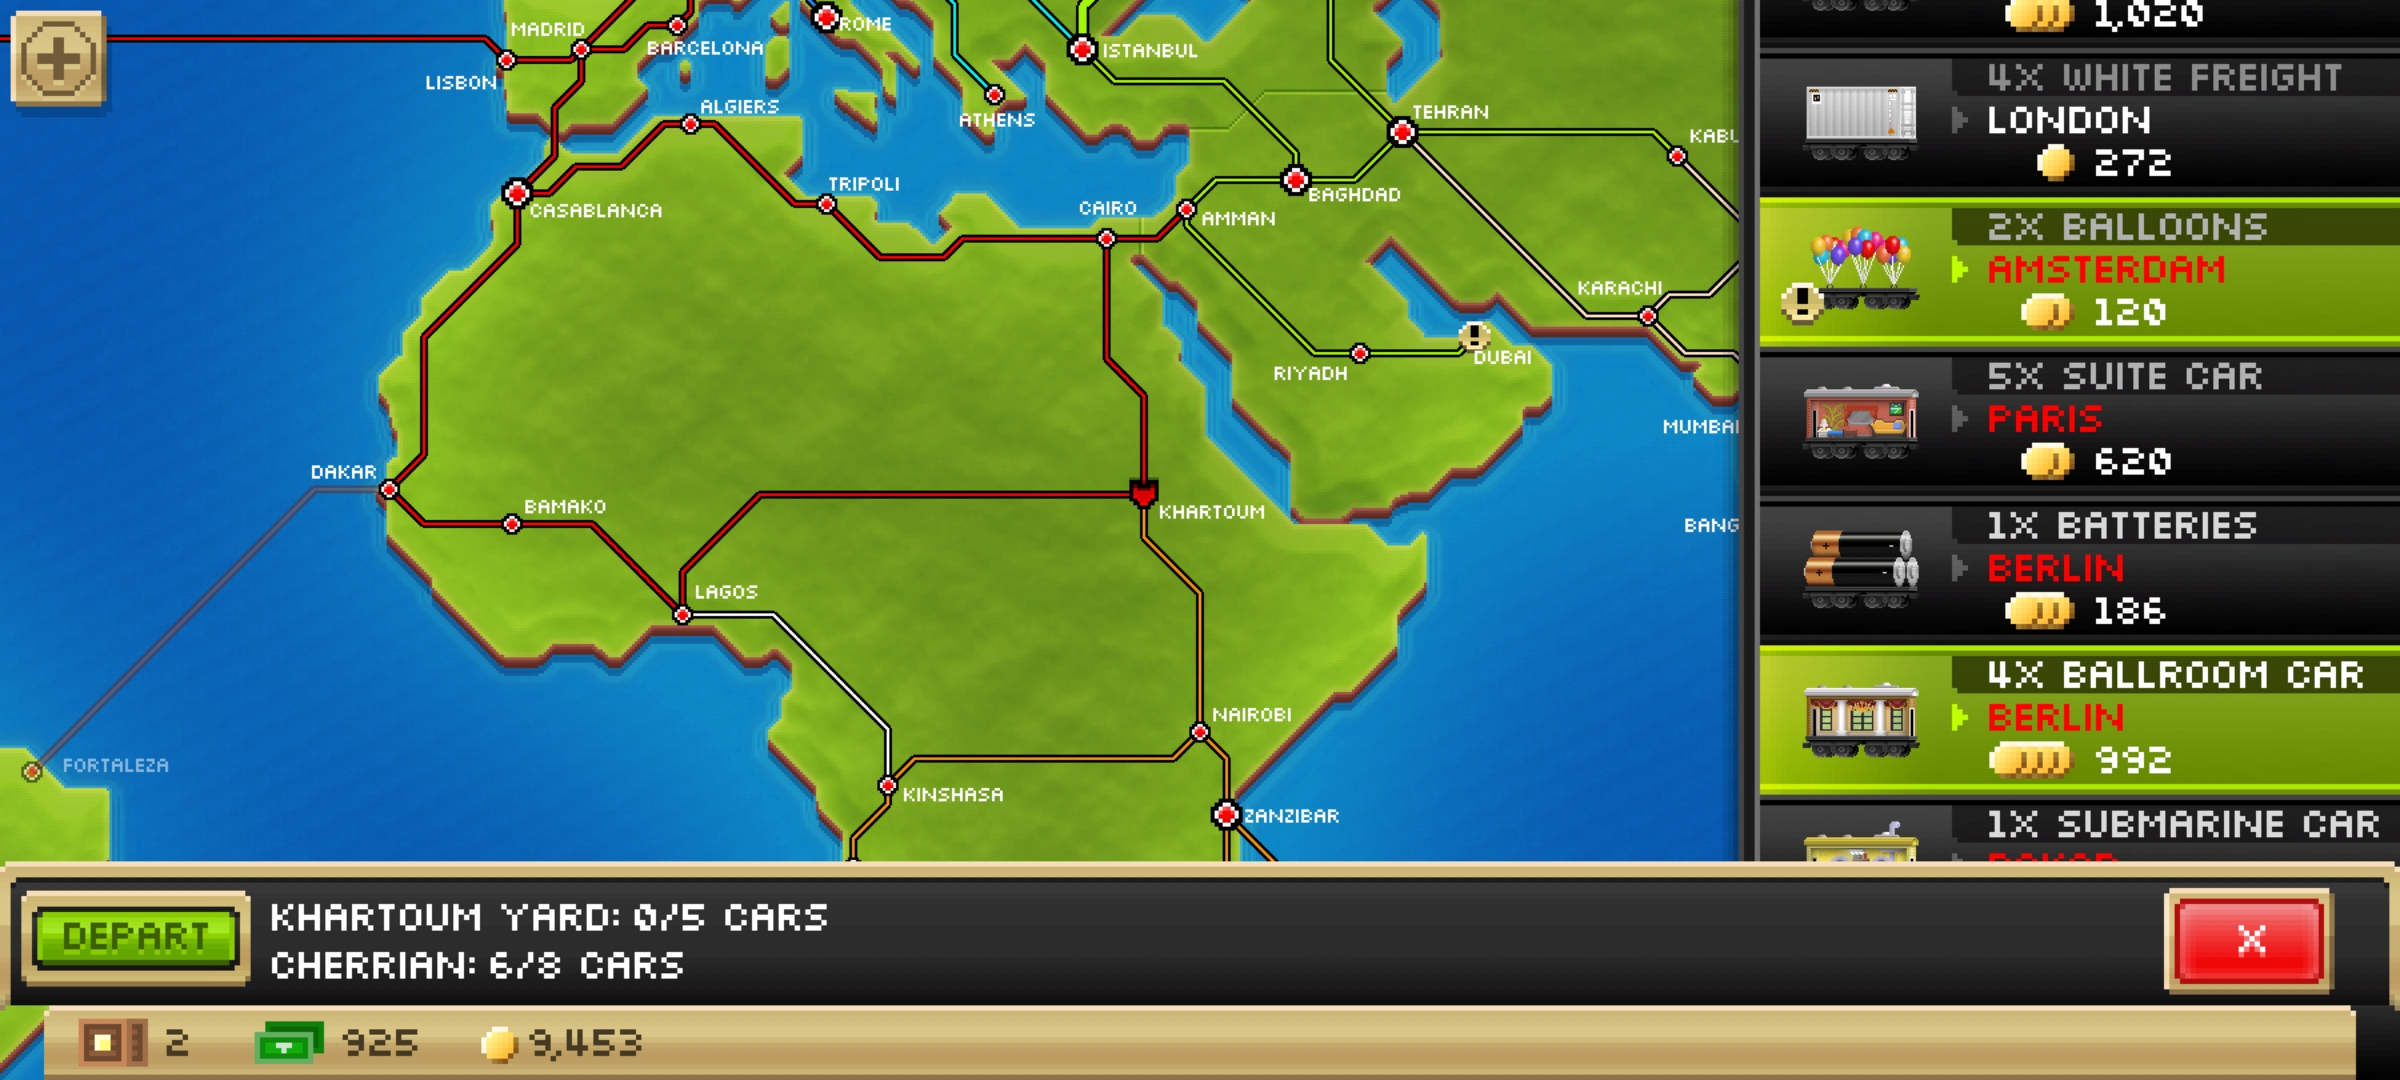 MADRID
ROME
BARCELONA
ISTANBUL
LISBON
ALGIERS
ATHENS
TEHRAN
TRIPOLI
BAGHDAD
CASABLANCA
CAIRO
AMMAN
KARACHI
DUBAI
RIYADH
DAKAR
BAMAKO
KHARTOUM
LAGOS
NAIROBI
FORTALEZA
KINSHASA
ZANZIBAR
1,020
4X WHITE FREIGHT
LONDON
272
2X BALLOONS
AMSTERDAM
120
5X SUITE CAR
PARIS
620
1X BATTERIES
BERLIN
186
4X BALLROOM CAR
BERLIN
992
1X SUBMARINE CAR
DEPART
KHARTOUM YARD: 0/5 CARS
CHERRIAN: 6/8 CARS
X
2
925
9,453